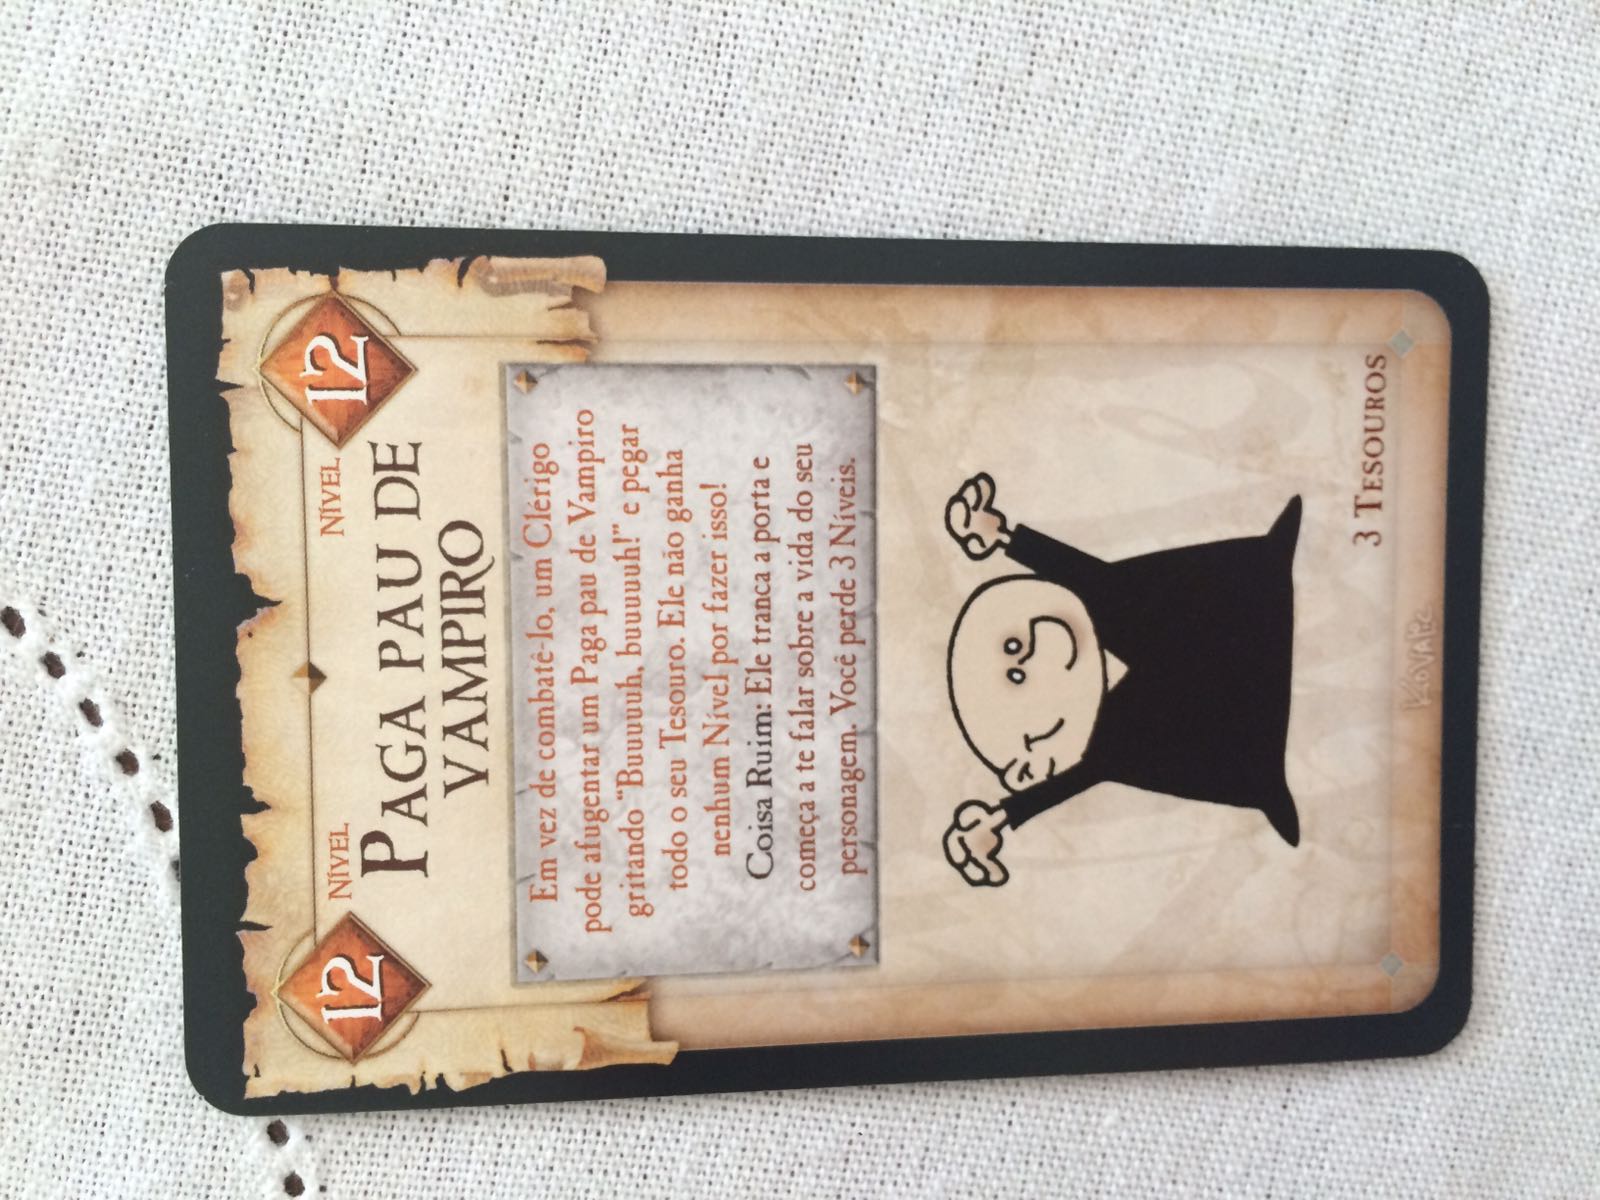 12 NÍVEL NÍVEL 12
PAGA PAU DE
VAMPIRO
Em vez de combatê-lo, um Clérigo
pode afugentar um Paga pau de Vampiro
gritando “Buuuuuh, buuuuuh!” e pegar
todo o seu Tesouro. Ele não ganha
nenhum Nível por fazer isso!
Coisa Ruim: Ele tranca a porta e
começa a te falar sobre a vida do seu
personagem. Você perde 3 Níveis.
3 TESOUROS
KOVALIC